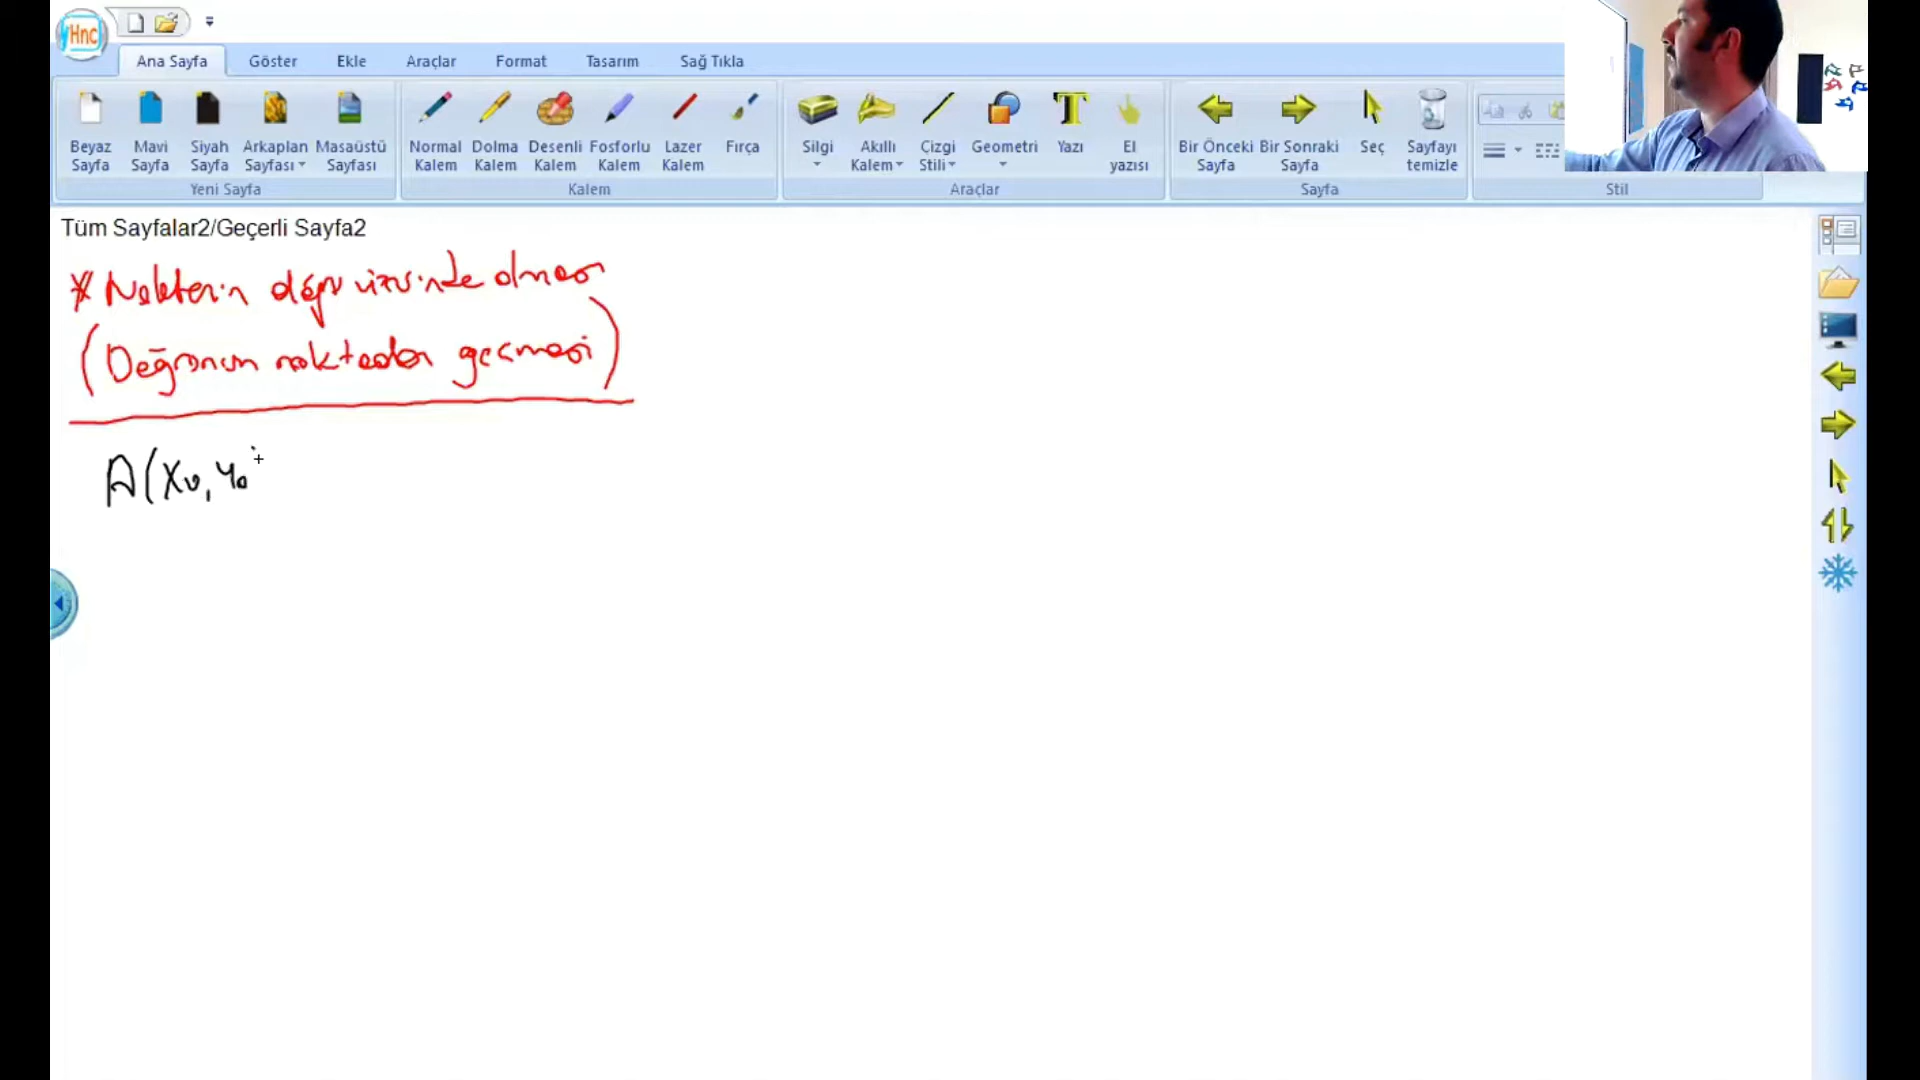 Hnc
Ana Sayfa Göster Ekle Araçlar Format Tasarım Sağ Tıkla
Beyaz Sayfa Mavi Sayfa Siyah Sayfa Arkaplan Sayfası Masaüstü Sayfası
Normal Kalem Dolma Kalem Desenli Kalem Fosforlu Kalem Lazer Kalem Fırça
Silgi Akıllı Kalem Çizgi Stili Geometri Yazı El yazısı
Bir Önceki Sayfa Bir Sonraki Sayfa Seç Sayfayı temizle
Yeni Sayfa Kalem Araçlar Sayfa Stil
Tüm Sayfalar2/Geçerli Sayfa2
* Noktanın doğru üzerinde olması
(Doğrunun noktadan geçmesi)
A(x₀, y₀